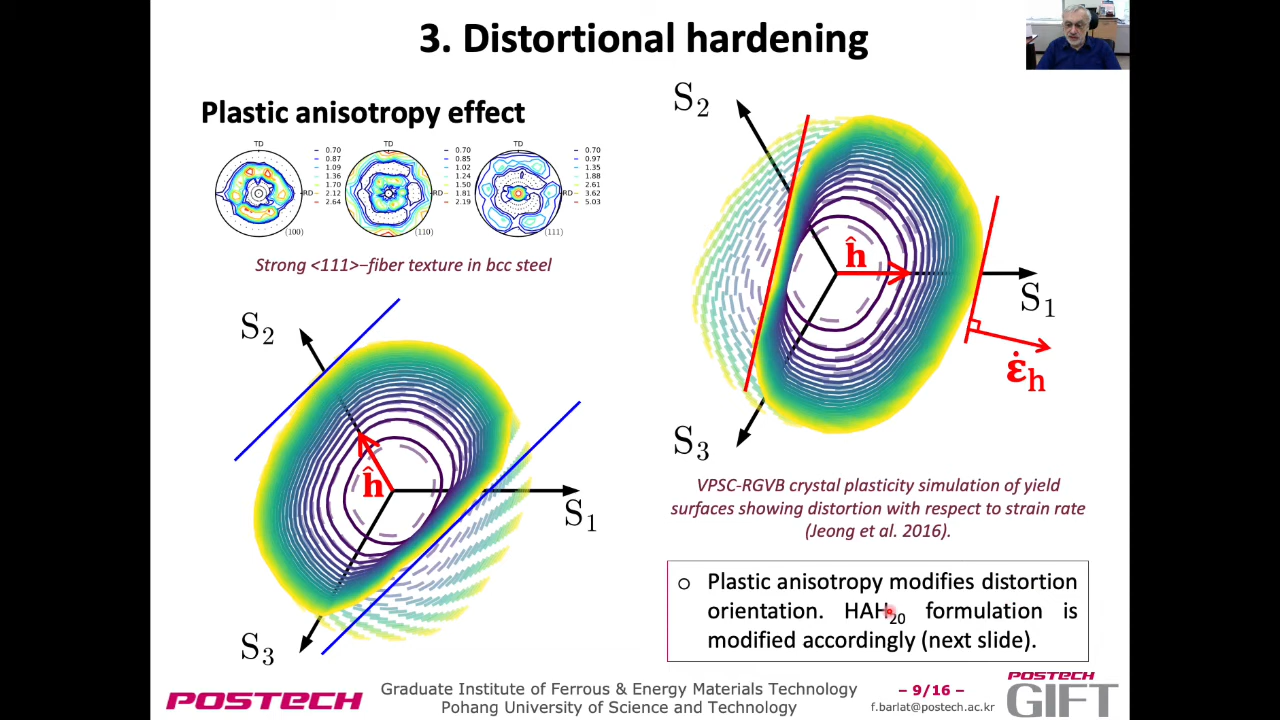 3. Distortional hardening
Plastic anisotropy effect
TD
RD
(100)
0.70
0.87
1.09
1.36
1.70
2.12
2.64
TD
RD
(110)
0.70
0.85
1.02
1.24
1.50
1.81
2.19
TD
RD
(111)
0.70
0.97
1.35
1.88
2.61
3.62
5.03
Strong <111>–fiber texture in bcc steel
S2
ĥ
S1
S3
S2
ĥ
S1
ε̇h
S3
VPSC-RGVB crystal plasticity simulation of yield
surfaces showing distortion with respect to strain rate
(Jeong et al. 2016).
o Plastic anisotropy modifies distortion
orientation. HAH20 formulation is
modified accordingly (next slide).
POSTECH
Graduate Institute of Ferrous & Energy Materials Technology
Pohang University of Science and Technology
– 9/16 –
f.barlat@postech.ac.kr
POSTECH
GIFT